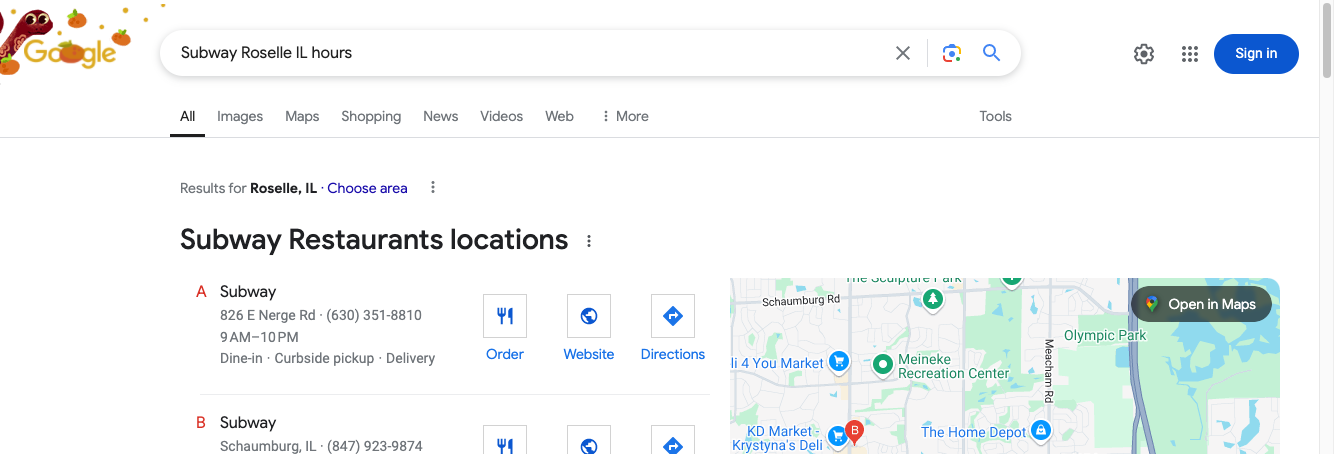 Google
Subway Roselle IL hours
Sign in
All Images Maps Shopping News Videos Web More Tools
Results for Roselle, IL · Choose area
Subway Restaurants locations
A Subway
826 E Nerge Rd · (630) 351-8810
9 AM–10 PM
Dine-in · Curbside pickup · Delivery
Order Website Directions
B Subway
Schaumburg, IL · (847) 923-9874
The Sculpture Park
Schaumburg Rd
Open in Maps
Olympic Park
li 4 You Market
Meineke
Recreation Center
Meacham Rd
KD Market -
Krystyna's Deli
B
The Home Depot